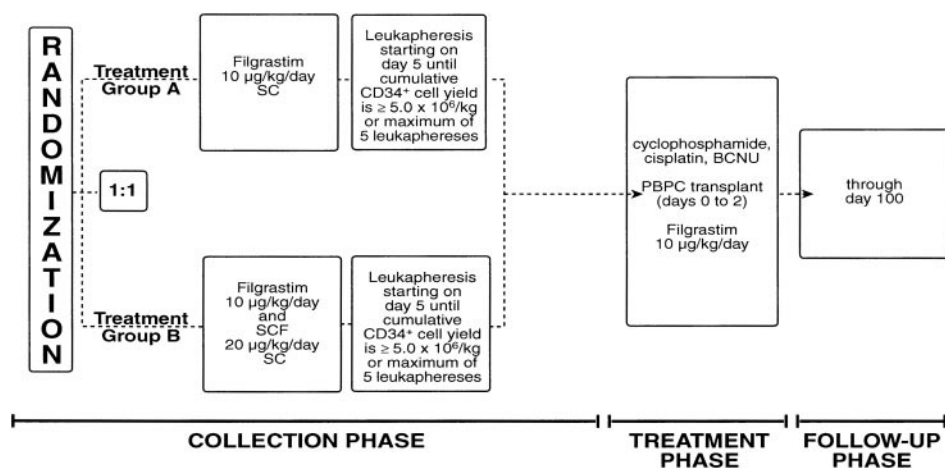 RANDOMIZATION
1:1
Treatment
Group A
Filgrastim
10 µg/kg/day
SC
Leukapheresis
starting on
day 5 until
cumulative
CD34⁺ cell yield
is ≥ 5.0 x 10⁶/kg
or maximum of
5 leukaphereses
Treatment
Group B
Filgrastim
10 µg/kg/day
and
SCF
20 µg/kg/day
SC
Leukapheresis
starting on
day 5 until
cumulative
CD34⁺ cell yield
is ≥ 5.0 x 10⁶/kg
or maximum of
5 leukaphereses
cyclophosphamide,
cisplatin, BCNU
PBPC transplant
(days 0 to 2)
Filgrastim
10 µg/kg/day
through
day 100
COLLECTION PHASE
TREATMENT
PHASE
FOLLOW-UP
PHASE